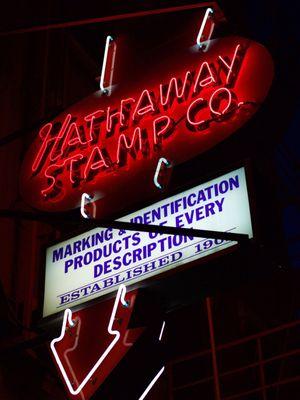 Hathaway
STAMP CO.
MARKING & IDENTIFICATION
PRODUCTS OF EVERY
DESCRIPTION
ESTABLISHED